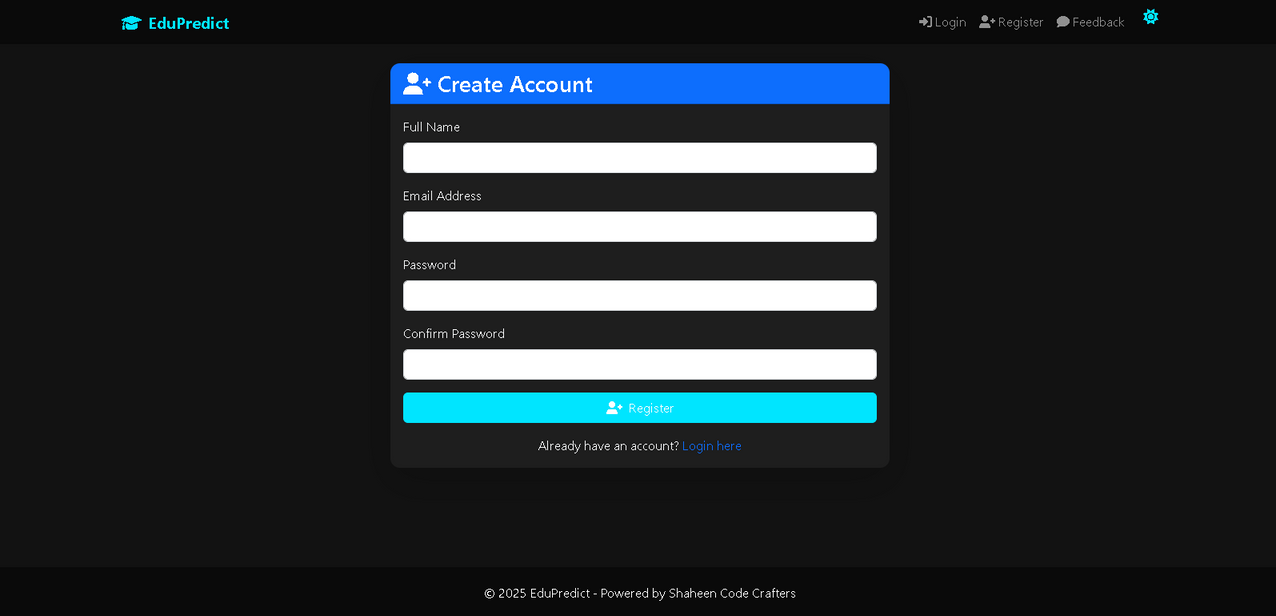 EduPredict
Login Register Feedback
Create Account
Full Name
Email Address
Password
Confirm Password
Register
Already have an account? Login here
© 2025 EduPredict - Powered by Shaheen Code Crafters